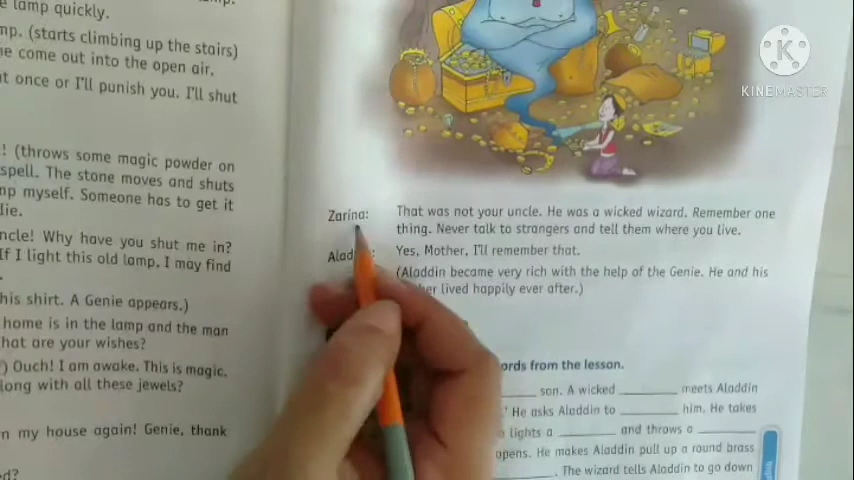 e lamp quickly.
mp. (starts climbing up the stairs)
e come out into the open air.
t once or I'll punish you. I'll shut
! (throws some magic powder on
spell. The stone moves and shuts
mp myself. Someone has to get it
die.
ncle! Why have you shut me in?
If I light this old lamp, I may find
his shirt. A Genie appears.)
home is in the lamp and the man
hat are your wishes?
) Ouch! I am awake. This is magic.
long with all these jewels?
n my house again! Genie, thank
ed?
K
KINEMASTER
Zarina: That was not your uncle. He was a wicked wizard. Remember one
thing. Never talk to strangers and tell them where you live.
Alad : Yes, Mother, I'll remember that.
(Aladdin became very rich with the help of the Genie. He and his
her lived happily ever after.)
ords from the lesson.
______ son. A wicked ________ meets Aladdin
.' He asks Aladdin to ________ him. He takes
lights a ________ and throws a ________
opens. He makes Aladdin pull up a round brass
________. The wizard tells Aladdin to go down